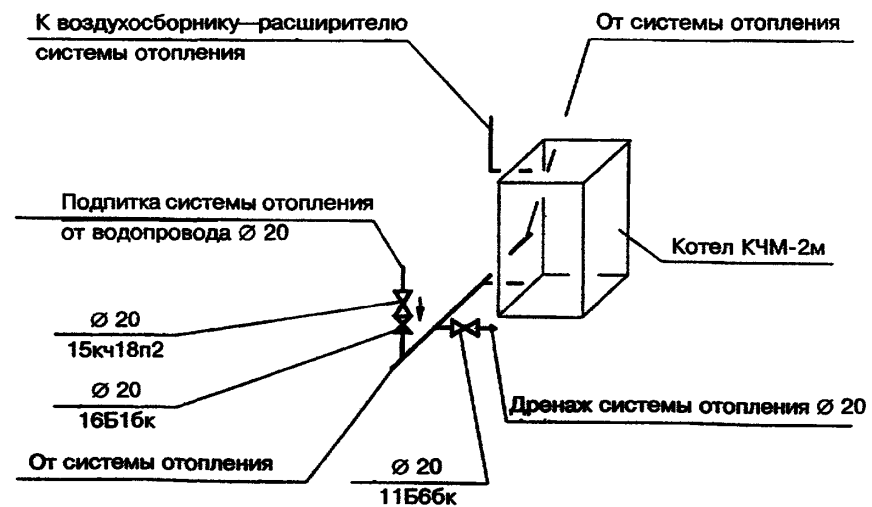 К воздухосборнику—расширителю
системы отопления
От системы отопления
Подпитка системы отопления
от водопровода Ø 20
Котел КЧМ-2м
Ø 20
15кч18п2
Ø 20
16Б1бк
Дренаж системы отопления Ø 20
От системы отопления
Ø 20
11Б6бк